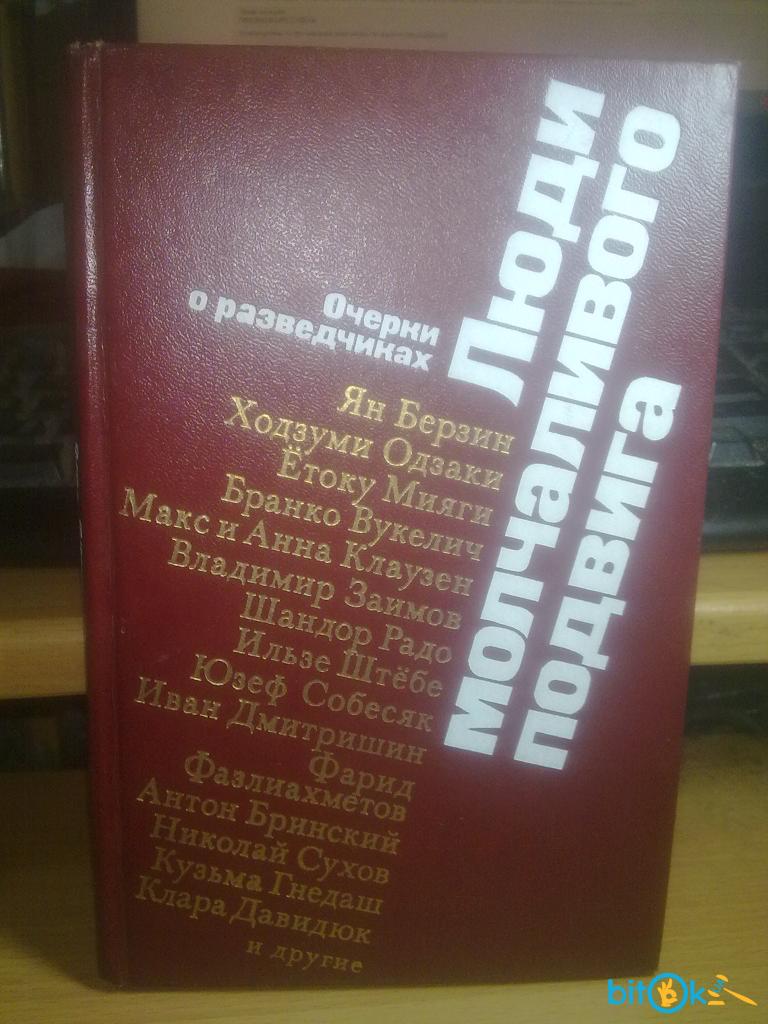 Люди
молчаливого
подвига
Очерки
о разведчиках
Ян Берзин
Ходзуми Одзаки
Ётоку Мияги
Бранко Вукелич
Макс и Анна Клаузен
Владимир Заимов
Шандор Радо
Ильзе Штёбе
Юзеф Собесяк
Иван Дмитришин
Фарид
Фазлиахметов
Антон Бринский
Николай Сухов
Кузьма Гнедаш
Клара Давидюк
и другие
bitOk